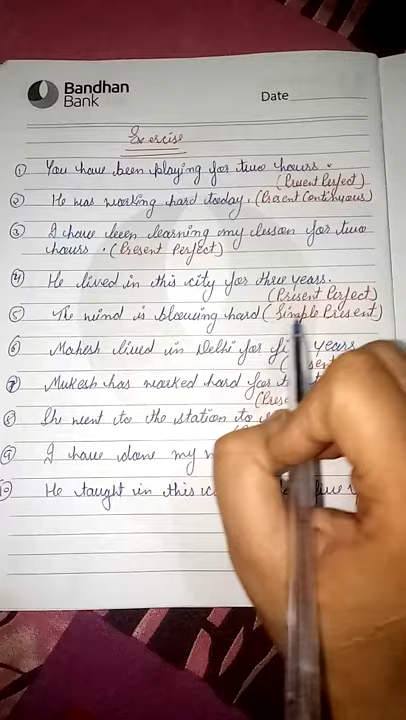 Bandhan
Bank
Date
Exercise
① You have been playing for two hours.
(Present Perfect)
② He was working hard today. (Present Continuous)
③ I have been learning my lesson for two
hours. (Present Perfect)
④ He lived in this city for three years.
(Present Perfect)
⑤ The wind is blowing hard (Simple Present)
⑥ Mahesh lived in Delhi for years.
⑦ Mukesh has worked hard for
⑧ She went to the station to
⑨ I have done my
⑩ He taught in this